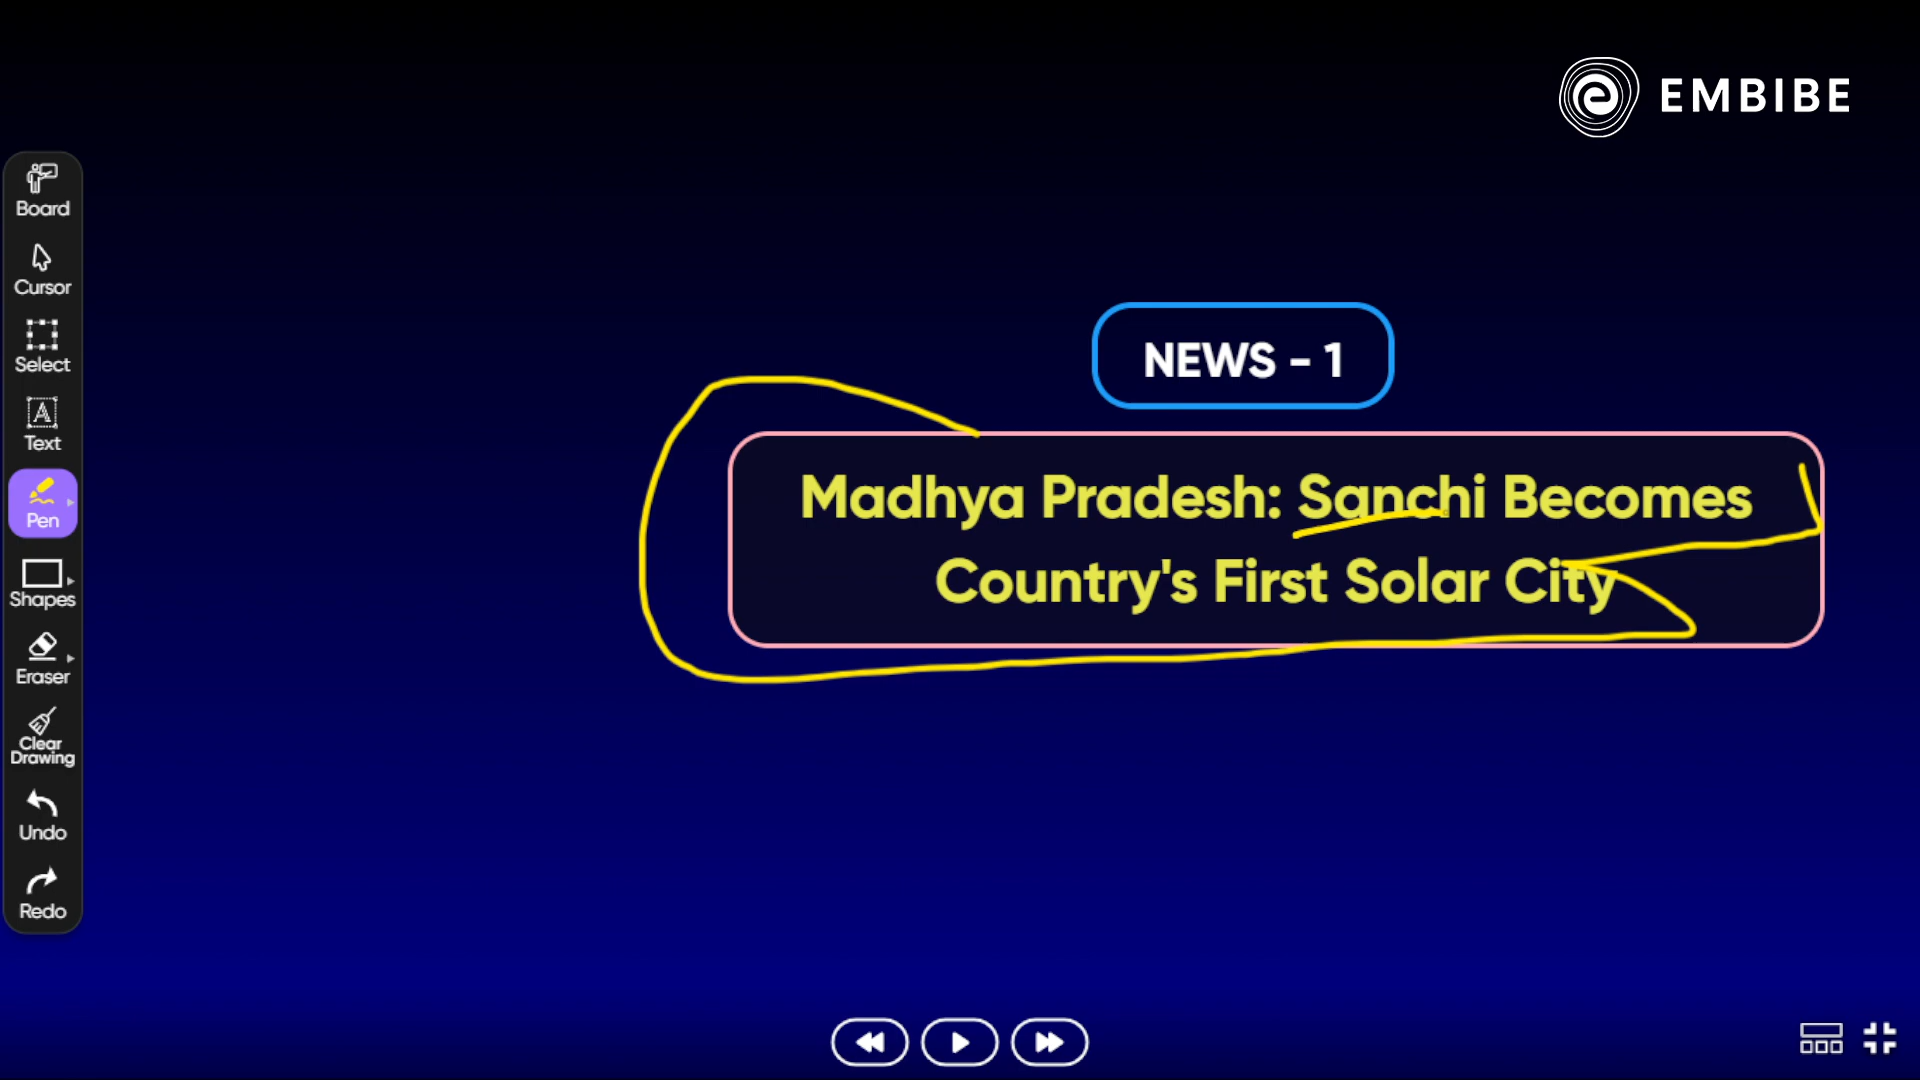 EMBIBE
Board
Cursor
Select
Text
Pen
Shapes
Eraser
Clear
Drawing
Undo
Redo
NEWS - 1
Madhya Pradesh: Sanchi Becomes
Country's First Solar City